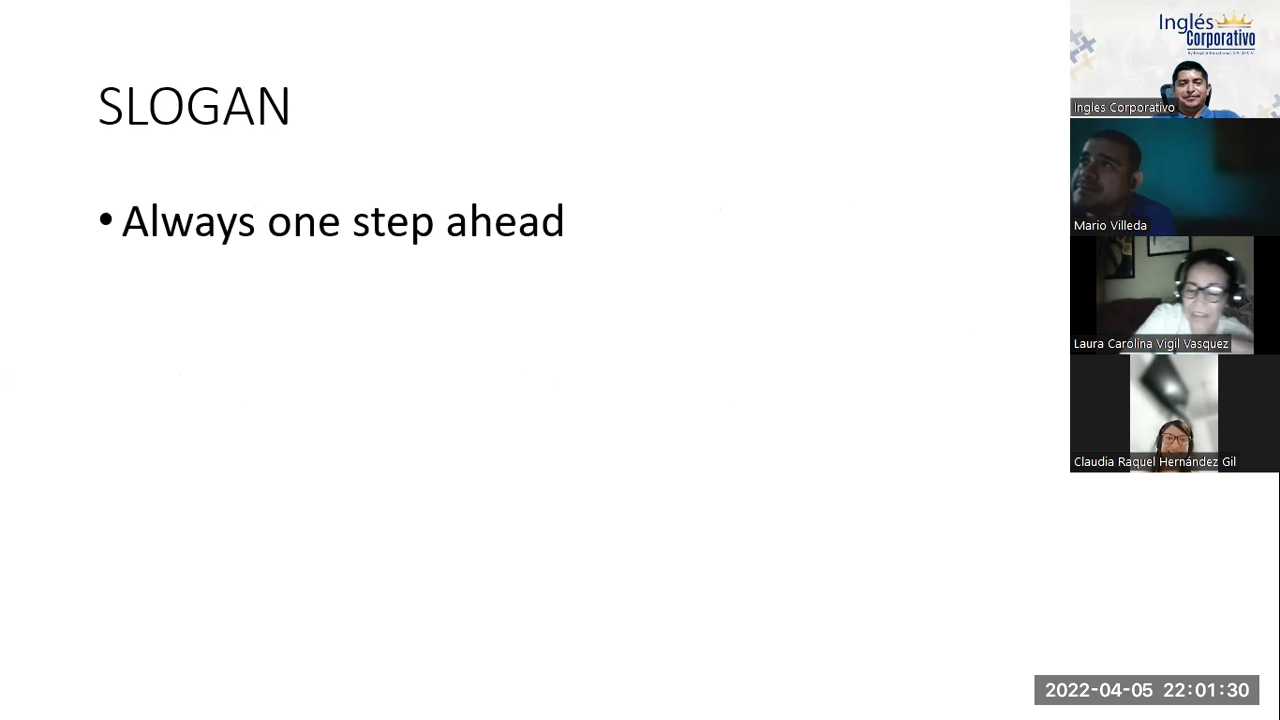 SLOGAN
• Always one step ahead
Inglés
Corporativo
Ingles Corporativo
Mario Villeda
Laura Carolina Vigil Vasquez
Claudia Raquel Hernández Gil
2022-04-05 22:01:30